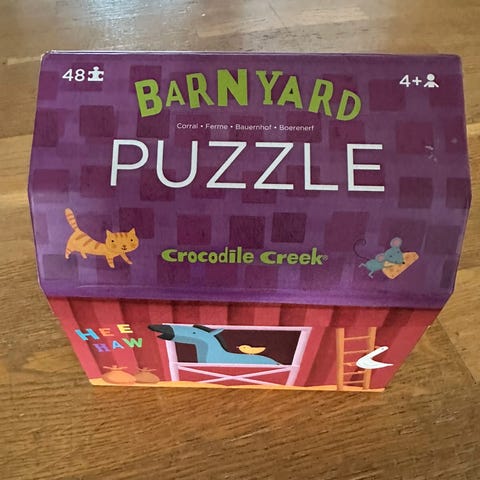 48
4+
BARNYARD
Corral • Ferme • Bauernhof • Boerenerf
PUZZLE
Crocodile Creek®
HEE
HAW